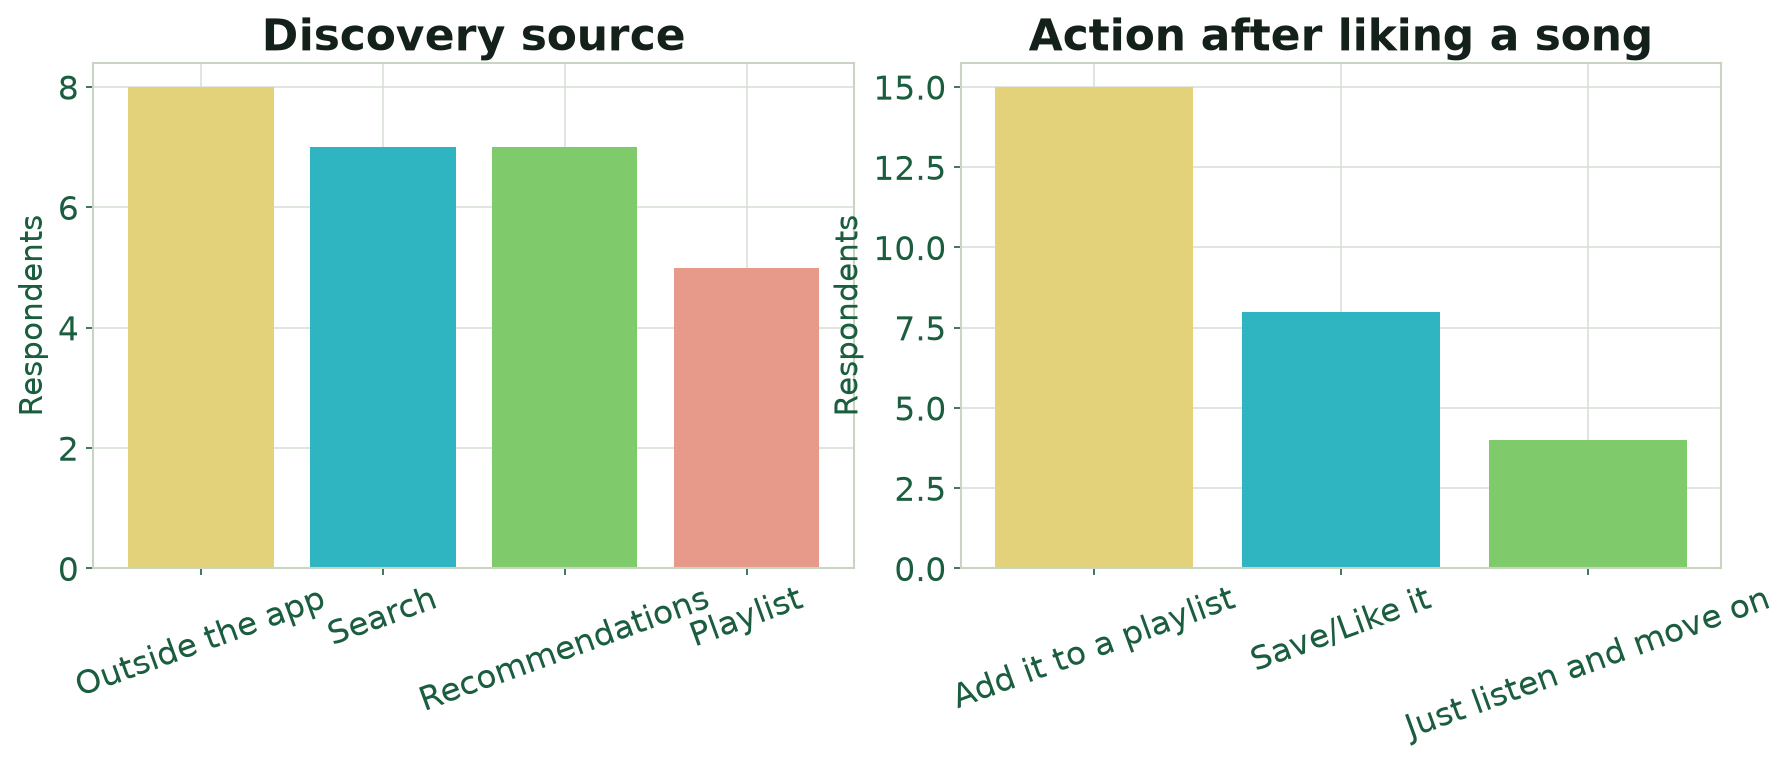 Discovery source
Respondents
8
6
4
2
0
Outside the app
Search
Recommendations
Playlist
Action after liking a song
Respondents
15.0
12.5
10.0
7.5
5.0
2.5
0.0
Add it to a playlist
Save/Like it
Just listen and move on